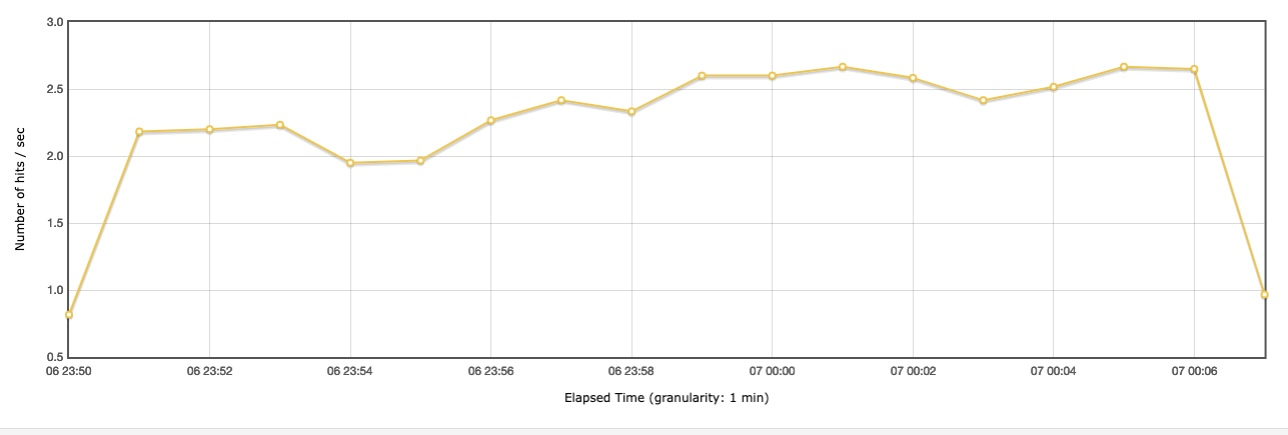 3.0
2.5
2.0
1.5
1.0
0.5
Number of hits / sec
06 23:50 06 23:52 06 23:54 06 23:56 06 23:58 07 00:00 07 00:02 07 00:04 07 00:06
Elapsed Time (granularity: 1 min)